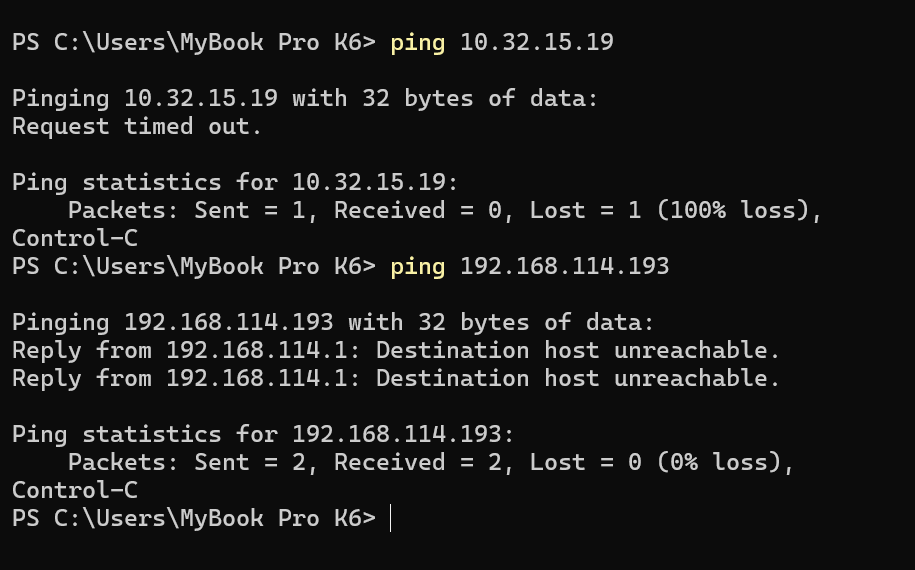 PS C:\Users\MyBook Pro K6> ping 10.32.15.19
Pinging 10.32.15.19 with 32 bytes of data:
Request timed out.
Ping statistics for 10.32.15.19:
    Packets: Sent = 1, Received = 0, Lost = 1 (100% loss),
Control-C
PS C:\Users\MyBook Pro K6> ping 192.168.114.193
Pinging 192.168.114.193 with 32 bytes of data:
Reply from 192.168.114.1: Destination host unreachable.
Reply from 192.168.114.1: Destination host unreachable.
Ping statistics for 192.168.114.193:
    Packets: Sent = 2, Received = 2, Lost = 0 (0% loss),
Control-C
PS C:\Users\MyBook Pro K6>